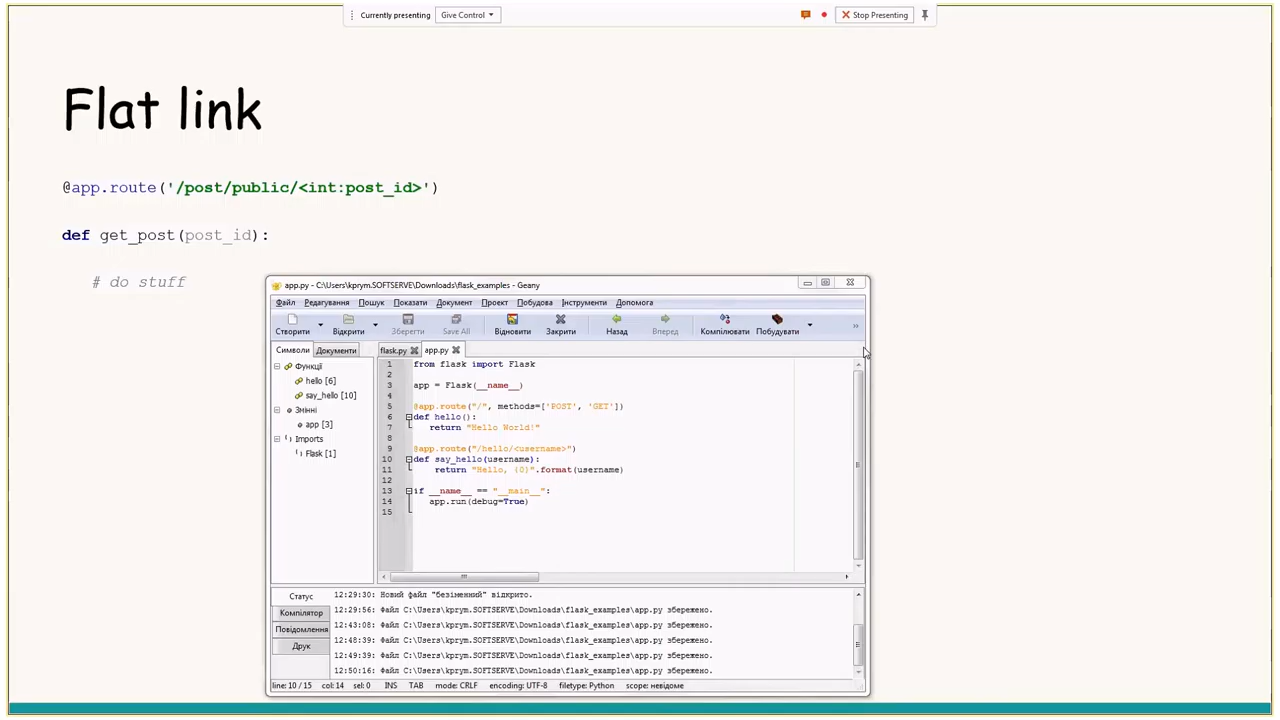 Currently presenting Give Control Stop Presenting
Flat link
@app.route('/post/public/<int:post_id>')
def get_post(post_id):
# do stuff
app.py - C:\Users\kprym.SOFTSERVE\Downloads\flask_examples - Geany
Файл Редагування Пошук Показати Документ Проект Побудова Інструменти Допомога
Створити Відкрити Зберегти Save All Відновити Закрити Назад Вперед Компілювати Побудувати »
Символи Документи flask.py app.py
Функції
hello [6]
say_hello [10]
Змінні
app [3]
Imports
Flask [1]
1 from flask import Flask
2
3 app = Flask(__name__)
4
5 @app.route("/", methods=['POST', 'GET'])
6 def hello():
7 return "Hello World!"
8
9 @app.route("/hello/<username>")
10 def say_hello(username):
11 return "Hello, {0}".format(username)
12
13 if __name__ == "__main__":
14 app.run(debug=True)
15
Статус
Компілятор
Повідомлення
Друк
12:29:30: Новий файл "безіменний" відкрито.
12:29:56: Файл C:\Users\kprym.SOFTSERVE\Downloads\flask_examples\app.py збережено.
12:43:08: Файл C:\Users\kprym.SOFTSERVE\Downloads\flask_examples\app.py збережено.
12:48:39: Файл C:\Users\kprym.SOFTSERVE\Downloads\flask_examples\app.py збережено.
12:49:39: Файл C:\Users\kprym.SOFTSERVE\Downloads\flask_examples\app.py збережено.
12:50:16: Файл C:\Users\kprym.SOFTSERVE\Downloads\flask_examples\app.py збережено.
line: 10 / 15 col: 14 sel: 0 INS TAB mode: CRLF encoding: UTF-8 filetype: Python scope: невідоме